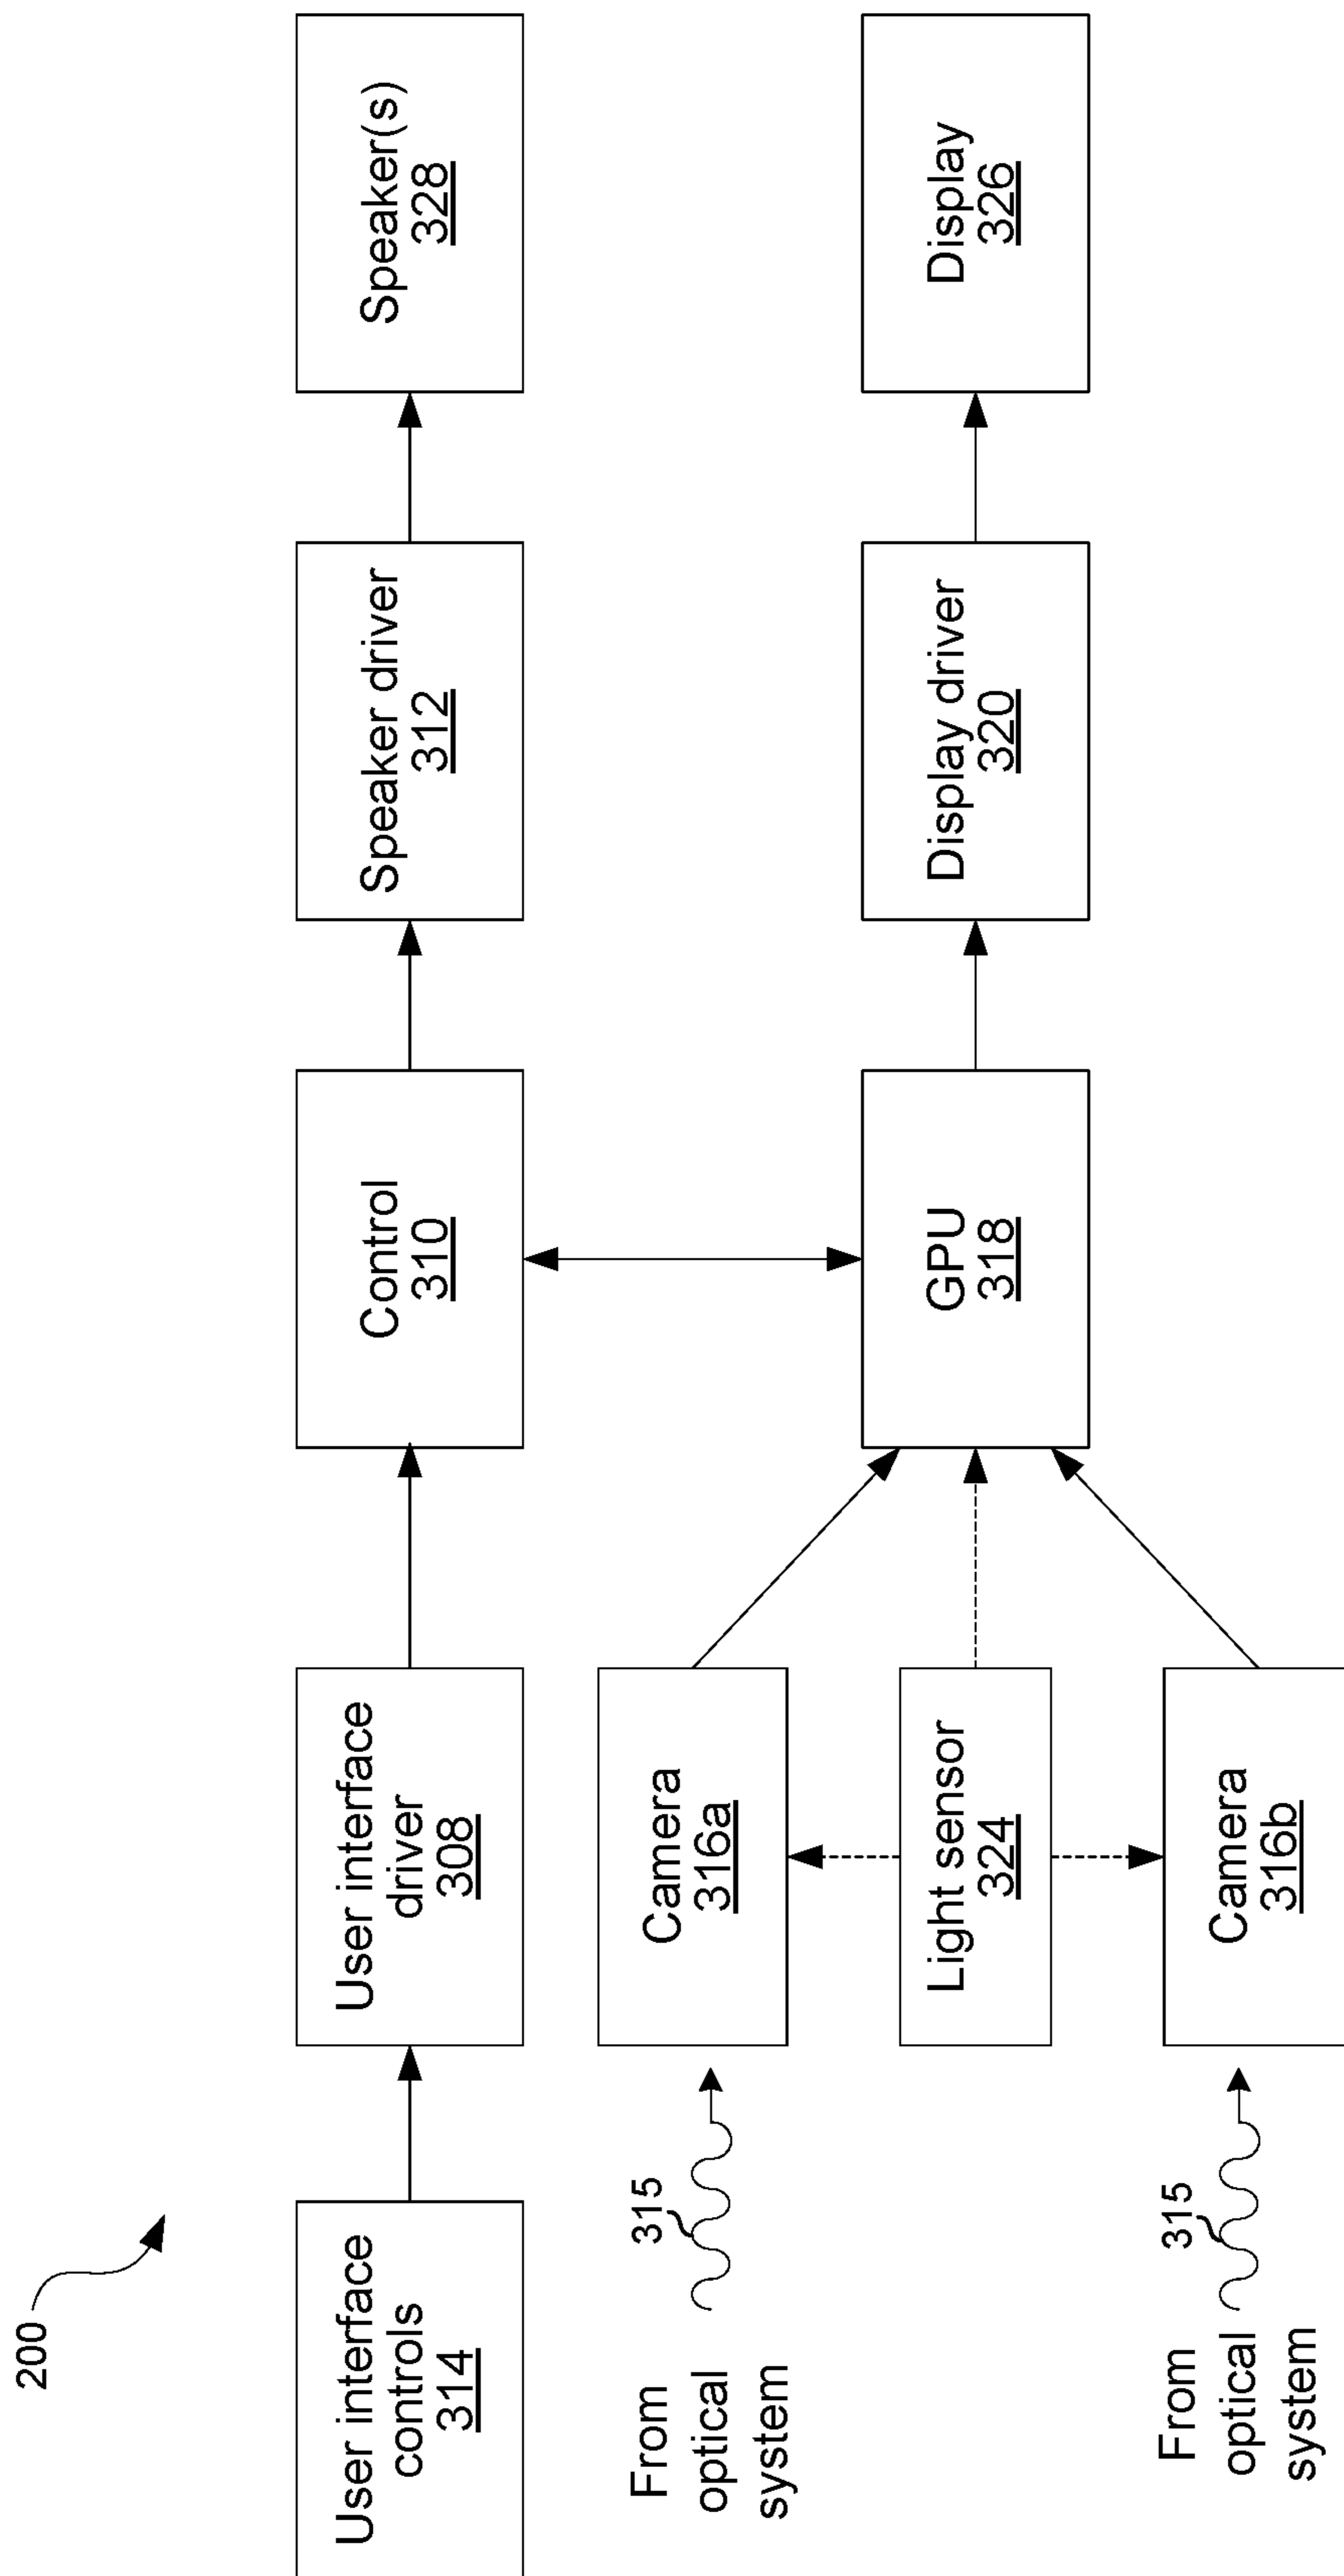 200
User interface
controls
314
User interface
driver
308
Control
310
Speaker driver
312
Speaker(s)
328
From
optical
system
315
Camera
316a
Light sensor
324
GPU
318
Display driver
320
Display
326
From
optical
system
315
Camera
316b